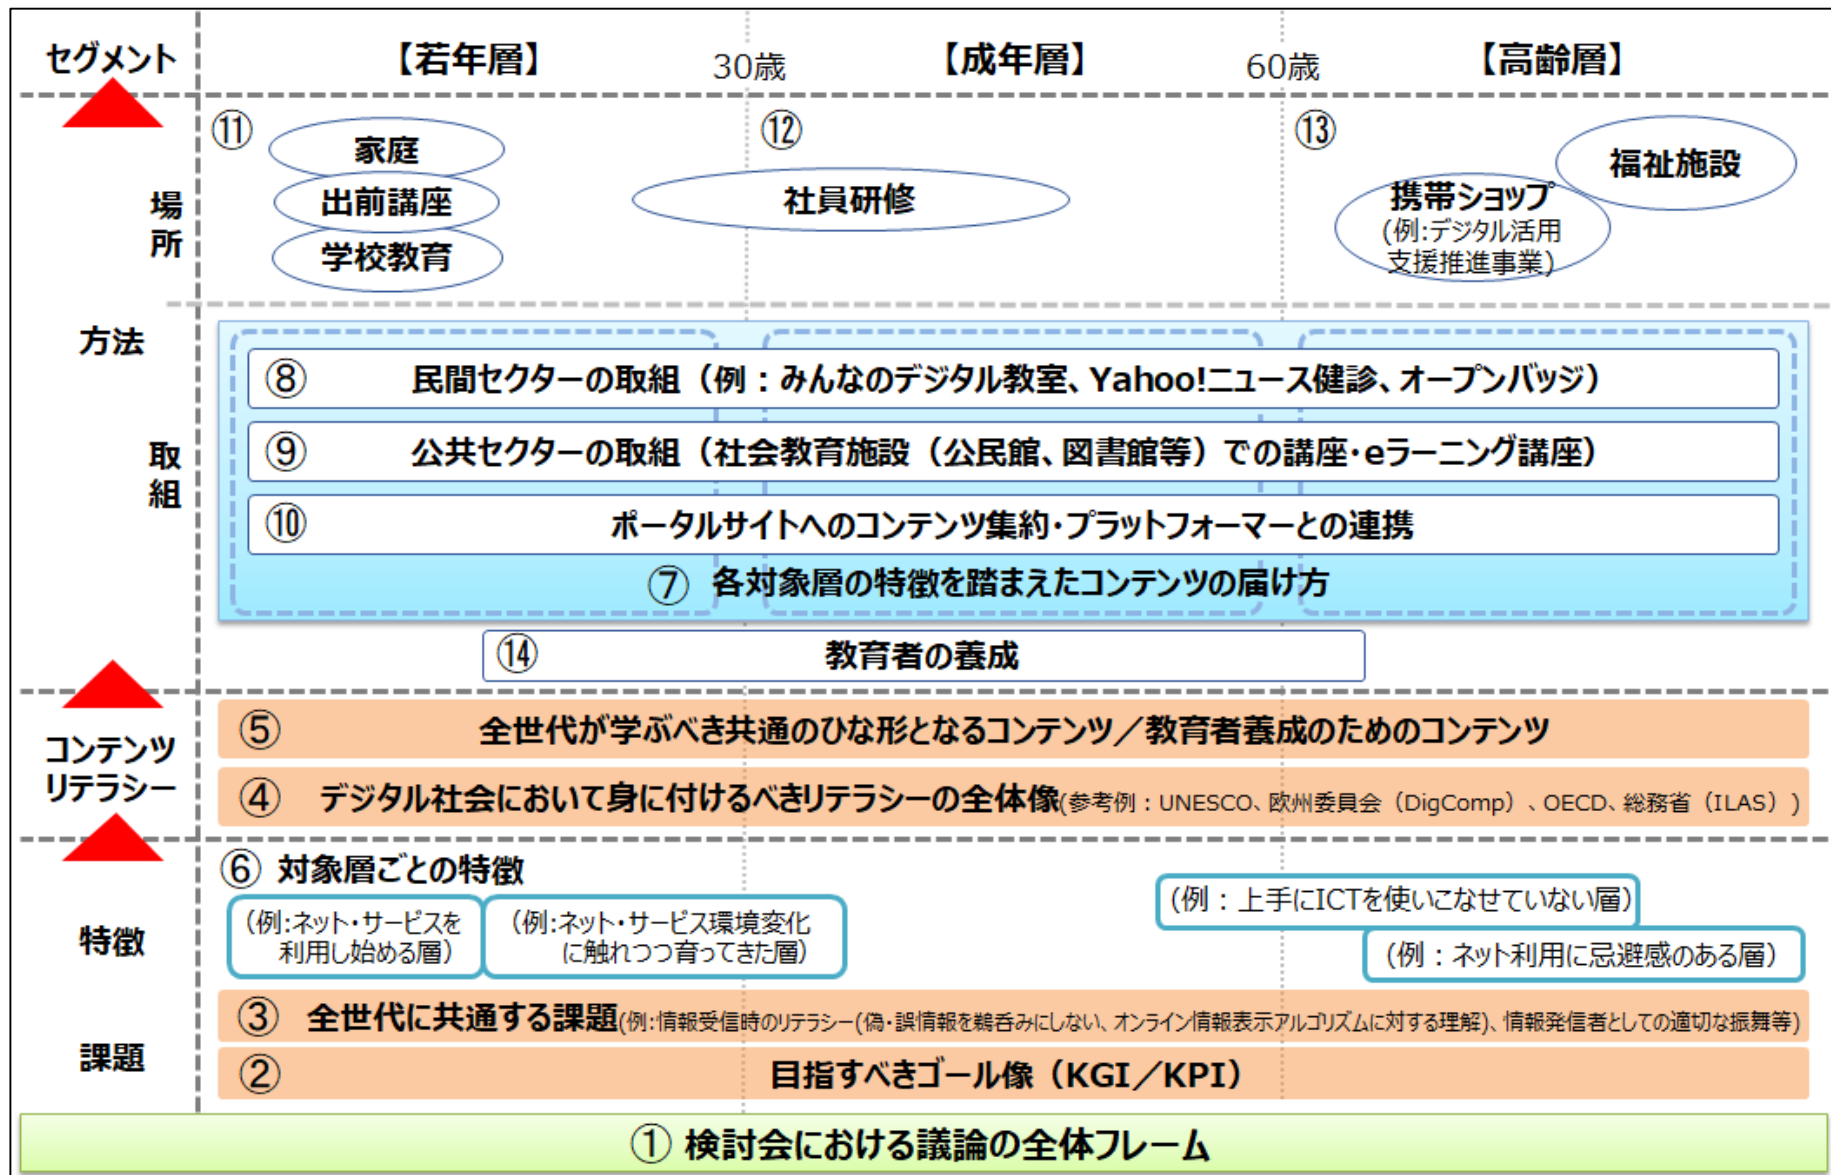 セグメント
【若年層】
30歳
【成年層】
60歳
【高齢層】
場所
⑪
家庭
出前講座
学校教育
⑫
社員研修
⑬
福祉施設
携帯ショップ
(例:デジタル活用
支援推進事業)
方法
取組
⑧ 民間セクターの取組（例：みんなのデジタル教室、Yahoo!ニュース健診、オープンバッジ）
⑨ 公共セクターの取組（社会教育施設（公民館、図書館等）での講座・eラーニング講座）
⑩ ポータルサイトへのコンテンツ集約・プラットフォーマーとの連携
⑦ 各対象層の特徴を踏まえたコンテンツの届け方
⑭ 教育者の養成
コンテンツ
リテラシー
⑤ 全世代が学ぶべき共通のひな形となるコンテンツ／教育者養成のためのコンテンツ
④ デジタル社会において身に付けるべきリテラシーの全体像(参考例：UNESCO、欧州委員会（DigComp）、OECD、総務省（ILAS）)
特徴
⑥ 対象層ごとの特徴
（例:ネット・サービスを
利用し始める層）
（例:ネット・サービス環境変化
に触れつつ育ってきた層）
（例：上手にICTを使いこなせていない層）
（例：ネット利用に忌避感のある層）
課題
③ 全世代に共通する課題(例:情報受信時のリテラシー(偽・誤情報を鵜呑みにしない、オンライン情報表示アルゴリズムに対する理解)、情報発信者としての適切な振舞等)
② 目指すべきゴール像（KGI／KPI）
① 検討会における議論の全体フレーム